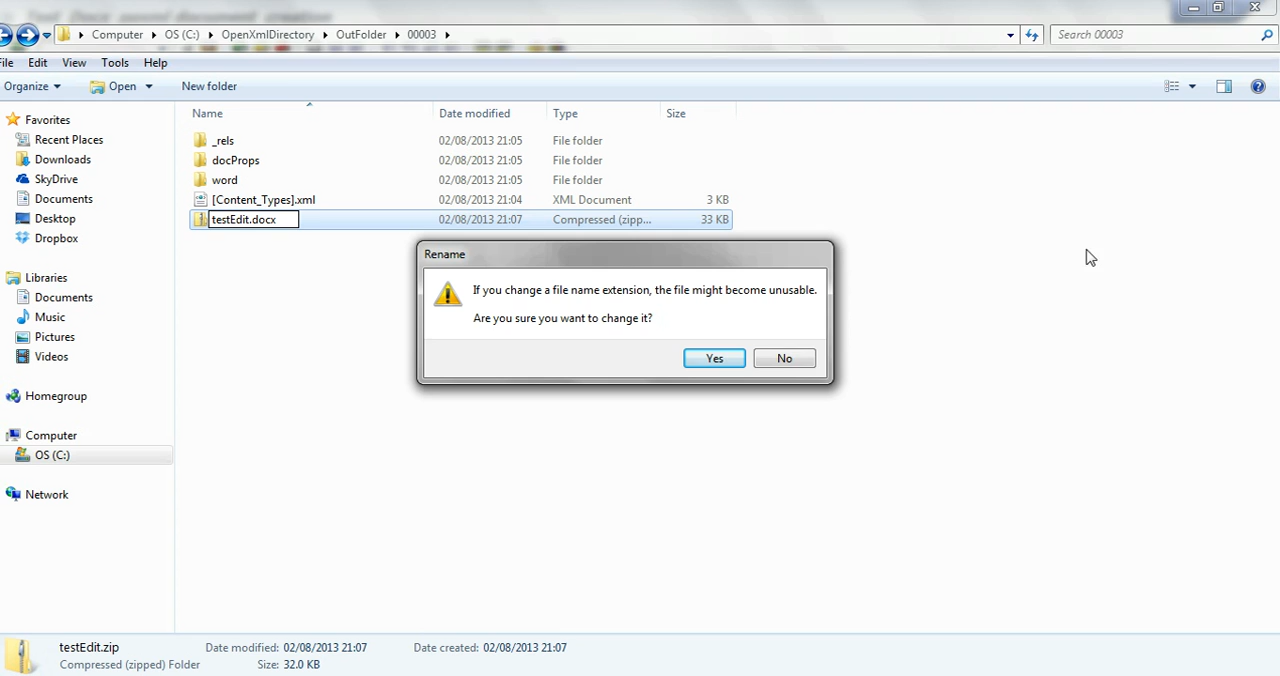 Computer OS (C:) OpenXmlDirectory OutFolder 00003 Search 00003
File Edit View Tools Help
Organize Open New folder
Name Date modified Type Size
Favorites
Recent Places
Downloads
SkyDrive
Documents
Desktop
Dropbox
Libraries
Documents
Music
Pictures
Videos
Homegroup
Computer
OS (C:)
Network
_rels 02/08/2013 21:05 File folder
docProps 02/08/2013 21:05 File folder
word 02/08/2013 21:05 File folder
[Content_Types].xml 02/08/2013 21:04 XML Document 3 KB
testEdit.docx 02/08/2013 21:07 Compressed (zipp... 33 KB
Rename
If you change a file name extension, the file might become unusable.
Are you sure you want to change it?
Yes No
testEdit.zip Date modified: 02/08/2013 21:07 Date created: 02/08/2013 21:07
Compressed (zipped) Folder Size: 32.0 KB